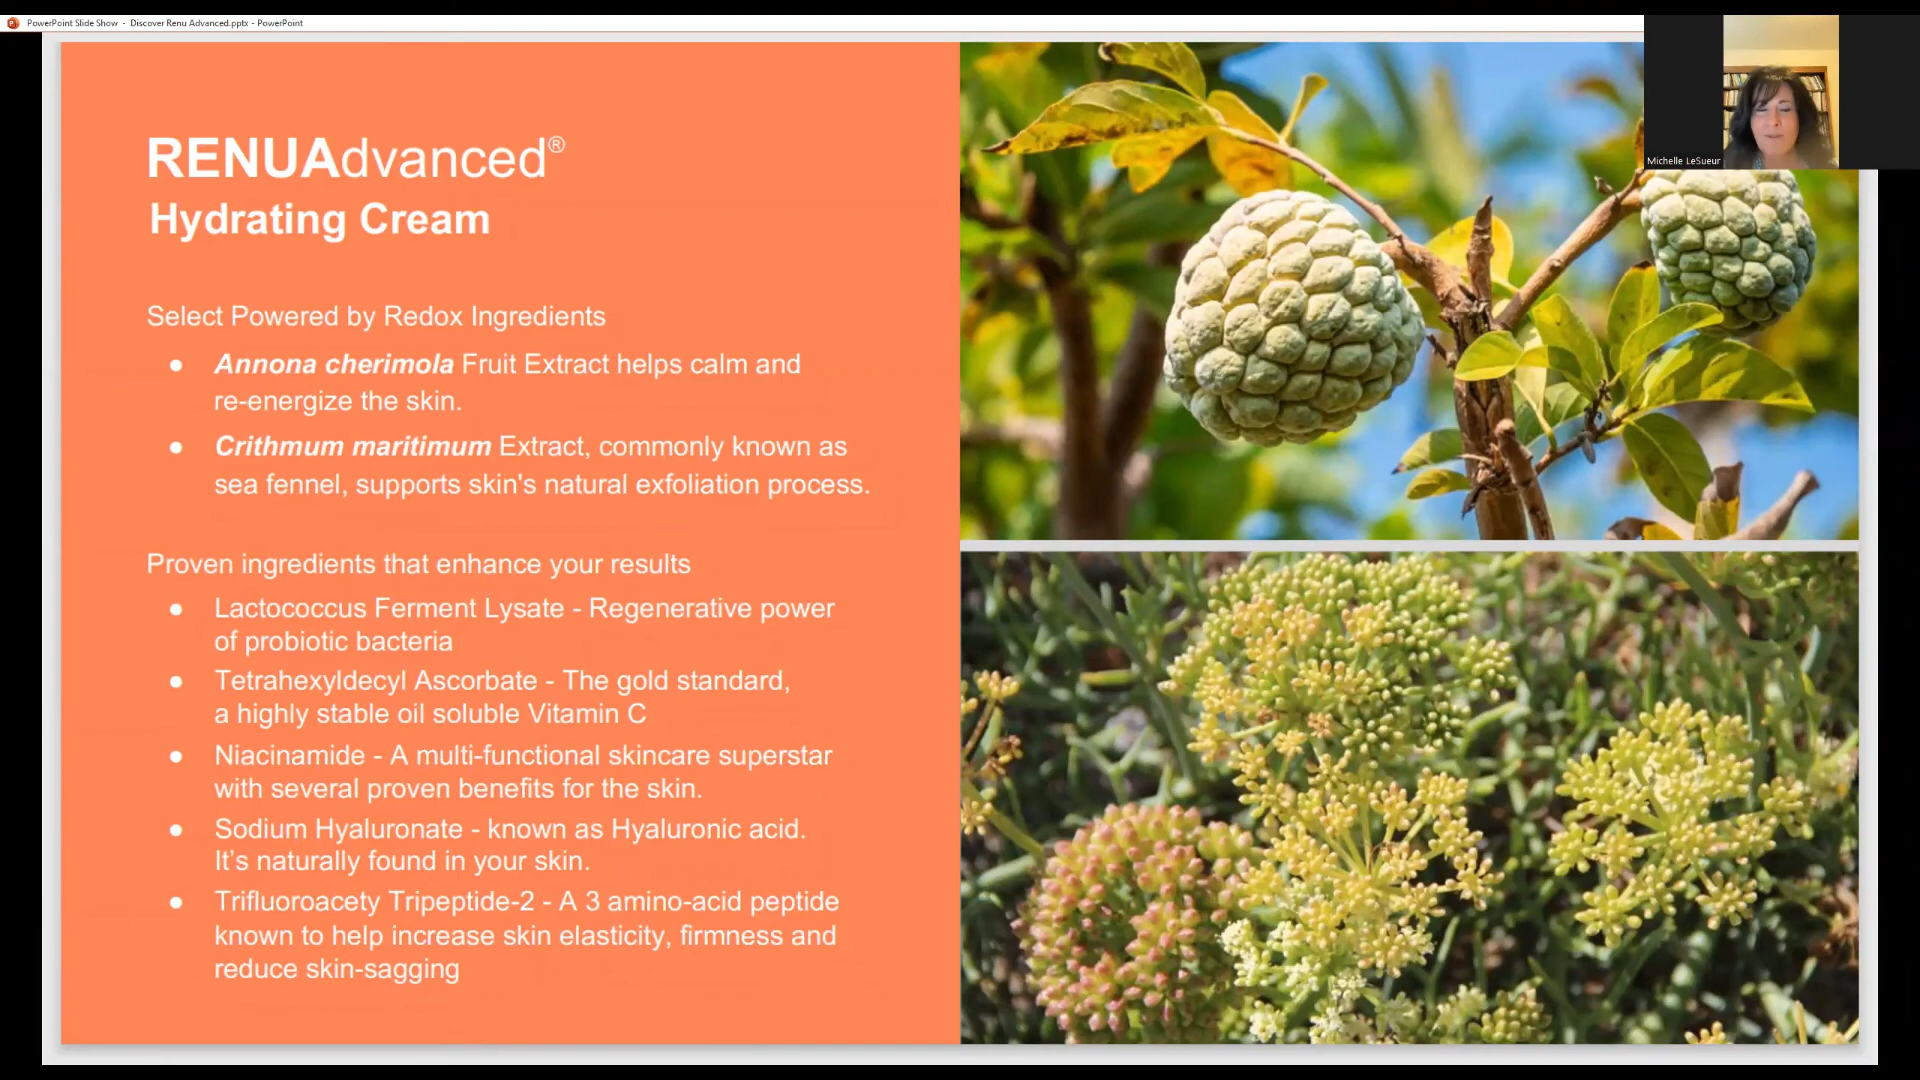 PowerPoint Slide Show - Discover Renu Advanced.pptx - PowerPoint
Michelle LeSueur
RENUAdvanced®
Hydrating Cream
Select Powered by Redox Ingredients
● Annona cherimola Fruit Extract helps calm and
re-energize the skin.
● Crithmum maritimum Extract, commonly known as
sea fennel, supports skin's natural exfoliation process.
Proven ingredients that enhance your results
● Lactococcus Ferment Lysate - Regenerative power
of probiotic bacteria
● Tetrahexyldecyl Ascorbate - The gold standard,
a highly stable oil soluble Vitamin C
● Niacinamide - A multi-functional skincare superstar
with several proven benefits for the skin.
● Sodium Hyaluronate - known as Hyaluronic acid.
It’s naturally found in your skin.
● Trifluoroacety Tripeptide-2 - A 3 amino-acid peptide
known to help increase skin elasticity, firmness and
reduce skin-sagging